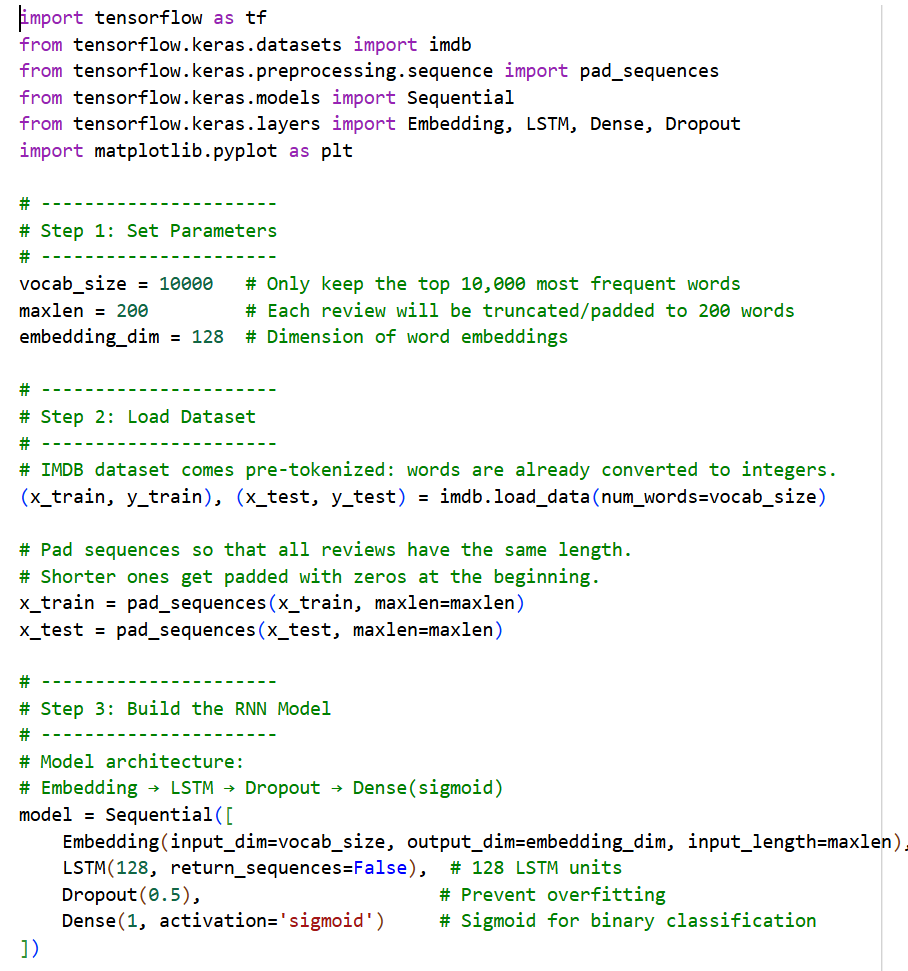 import tensorflow as tf
from tensorflow.keras.datasets import imdb
from tensorflow.keras.preprocessing.sequence import pad_sequences
from tensorflow.keras.models import Sequential
from tensorflow.keras.layers import Embedding, LSTM, Dense, Dropout
import matplotlib.pyplot as plt

# ----------------------
# Step 1: Set Parameters
# ----------------------
vocab_size = 10000   # Only keep the top 10,000 most frequent words
maxlen = 200         # Each review will be truncated/padded to 200 words
embedding_dim = 128  # Dimension of word embeddings

# ----------------------
# Step 2: Load Dataset
# ----------------------
# IMDB dataset comes pre-tokenized: words are already converted to integers.
(x_train, y_train), (x_test, y_test) = imdb.load_data(num_words=vocab_size)

# Pad sequences so that all reviews have the same length.
# Shorter ones get padded with zeros at the beginning.
x_train = pad_sequences(x_train, maxlen=maxlen)
x_test = pad_sequences(x_test, maxlen=maxlen)

# ----------------------
# Step 3: Build the RNN Model
# ----------------------
# Model architecture:
# Embedding → LSTM → Dropout → Dense(sigmoid)
model = Sequential([
    Embedding(input_dim=vocab_size, output_dim=embedding_dim, input_length=maxlen),
    LSTM(128, return_sequences=False),  # 128 LSTM units
    Dropout(0.5),                      # Prevent overfitting
    Dense(1, activation='sigmoid')     # Sigmoid for binary classification
])